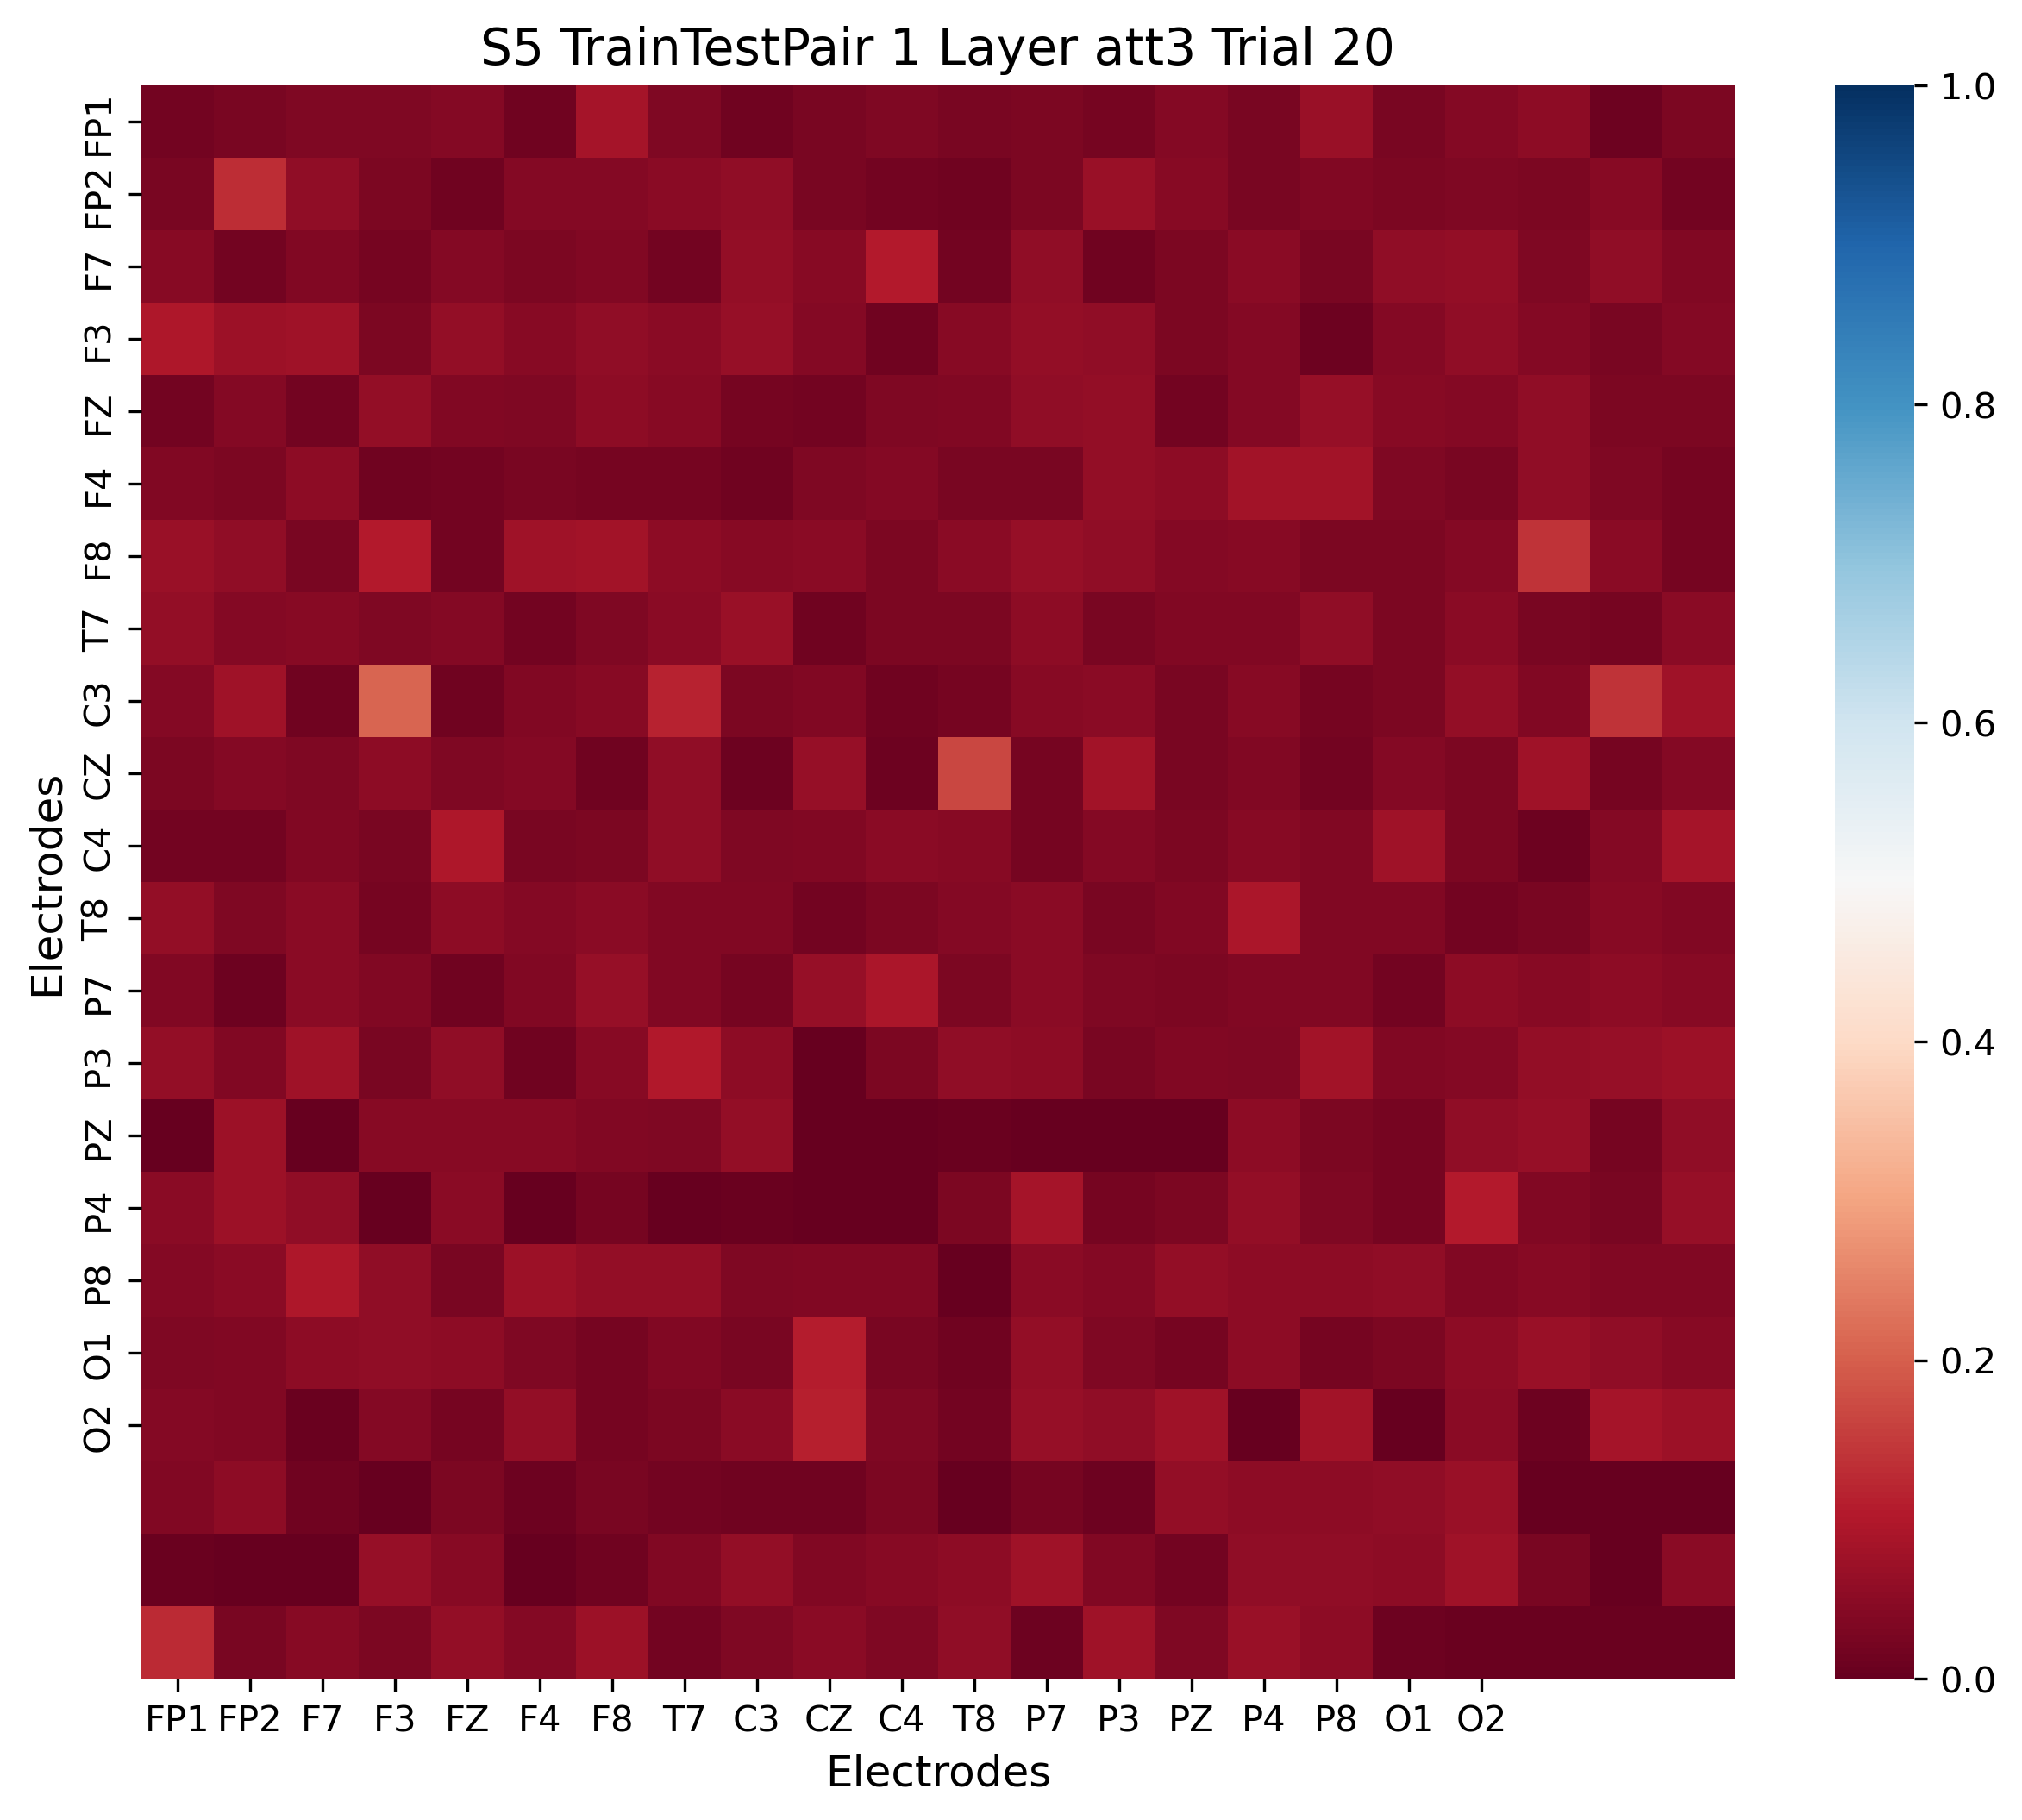 S5 TrainTestPair 1 Layer att3 Trial 20
Electrodes
FP1
FP2
F7
F3
FZ
F4
F8
T7
C3
CZ
C4
T8
P7
P3
PZ
P4
P8
O1
O2
FP1 FP2 F7 F3 FZ F4 F8 T7 C3 CZ C4 T8 P7 P3 PZ P4 P8 O1 O2
Electrodes
1.0
0.8
0.6
0.4
0.2
0.0